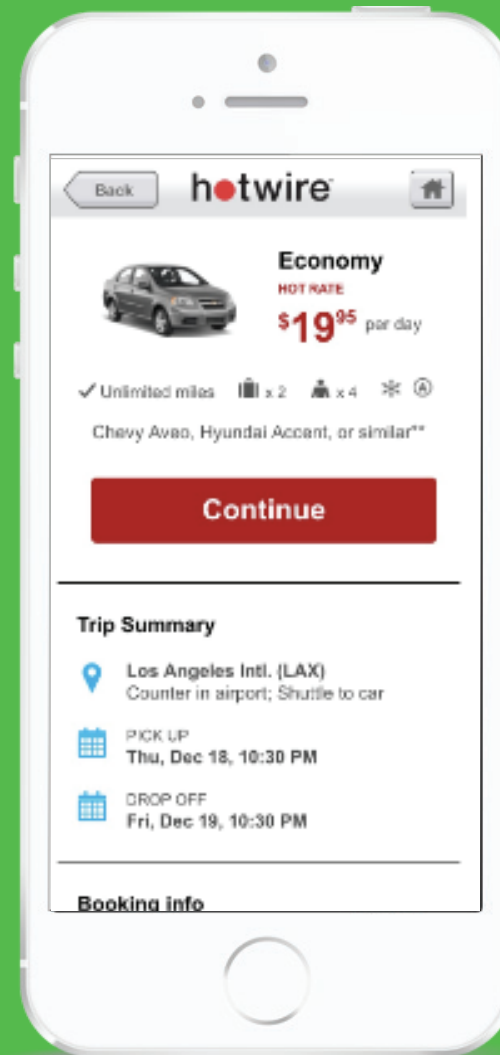 Back
hotwire
Economy
HOT RATE
$1995 per day
Unlimited miles x 2 x 4 A
Chevy Aveo, Hyundai Accent, or similar**
Continue
Trip Summary
Los Angeles Intl. (LAX)
Counter in airport; Shuttle to car
PICK UP
Thu, Dec 18, 10:30 PM
DROP OFF
Fri, Dec 19, 10:30 PM
Booking info